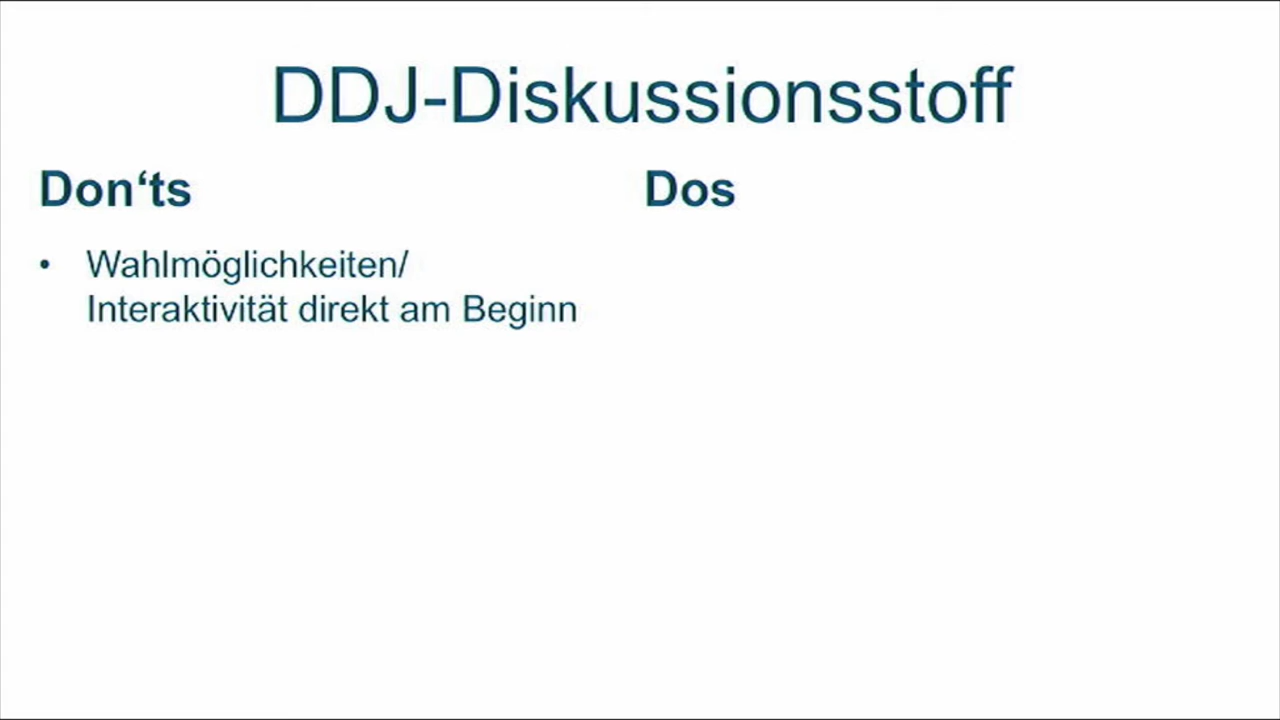 DDJ-Diskussionsstoff
Don‘ts
• Wahlmöglichkeiten/
Interaktivität direkt am Beginn
Dos